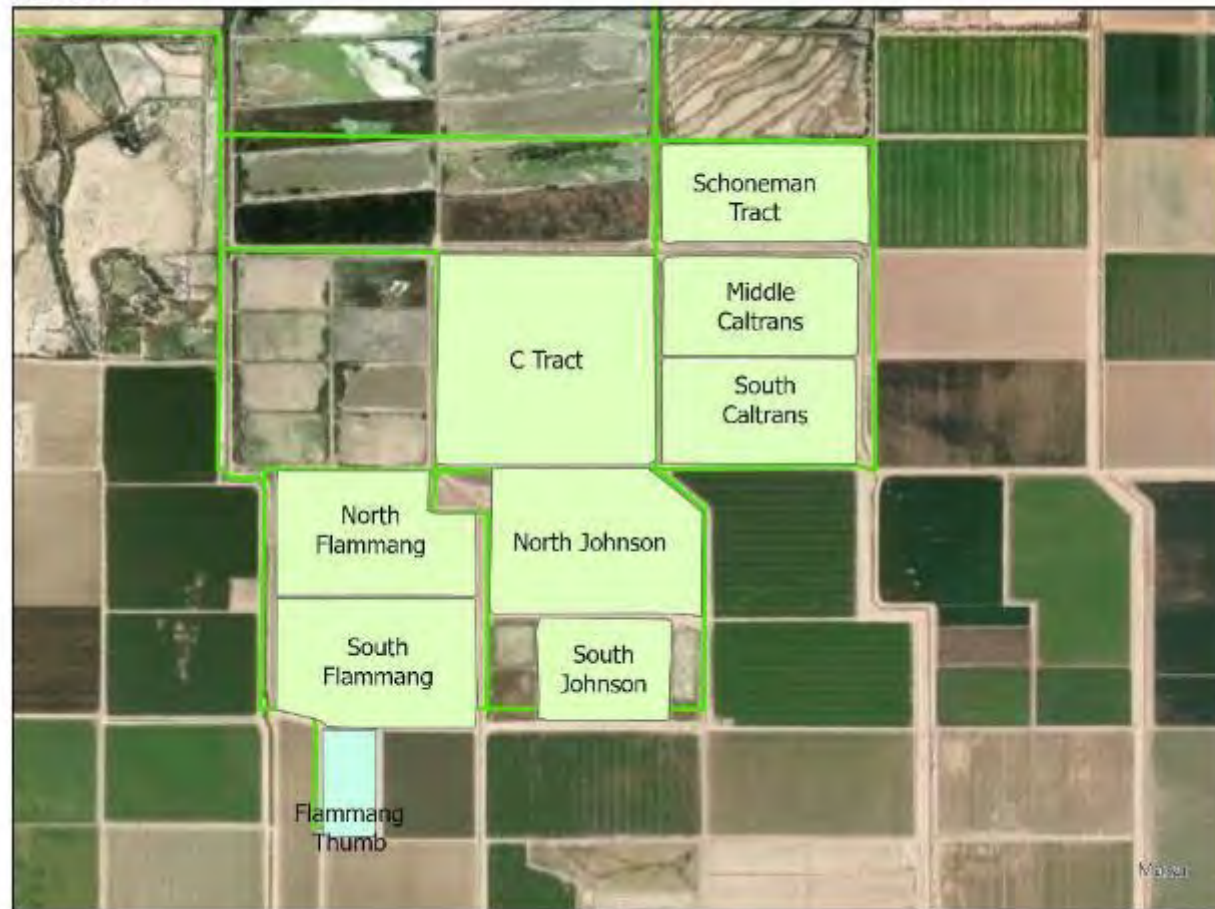 Schoneman
Tract
Middle
Caltrans
C Tract
South
Caltrans
North
Flammang
North Johnson
South
Flammang
South
Johnson
Flammang
Thumb